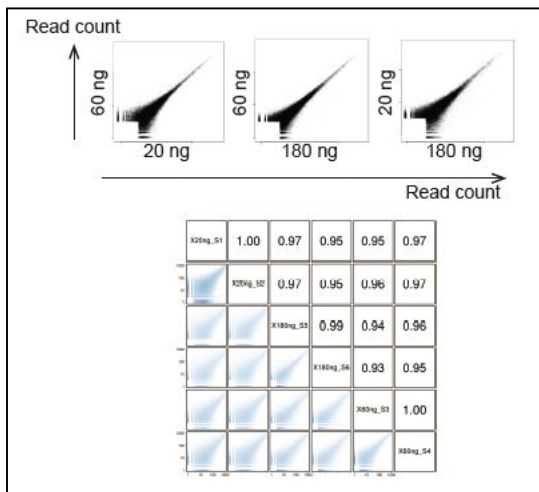 Read count
60 ng
60 ng
20 ng
20 ng
180 ng
180 ng
Read count
X20ng_S1 1.00 0.97 0.95 0.95 0.97
X20ng_S2 0.97 0.95 0.96 0.97
X180ng_S5 0.99 0.94 0.96
X180ng_S6 0.93 0.95
X60ng_S3 1.00
X60ng_S4